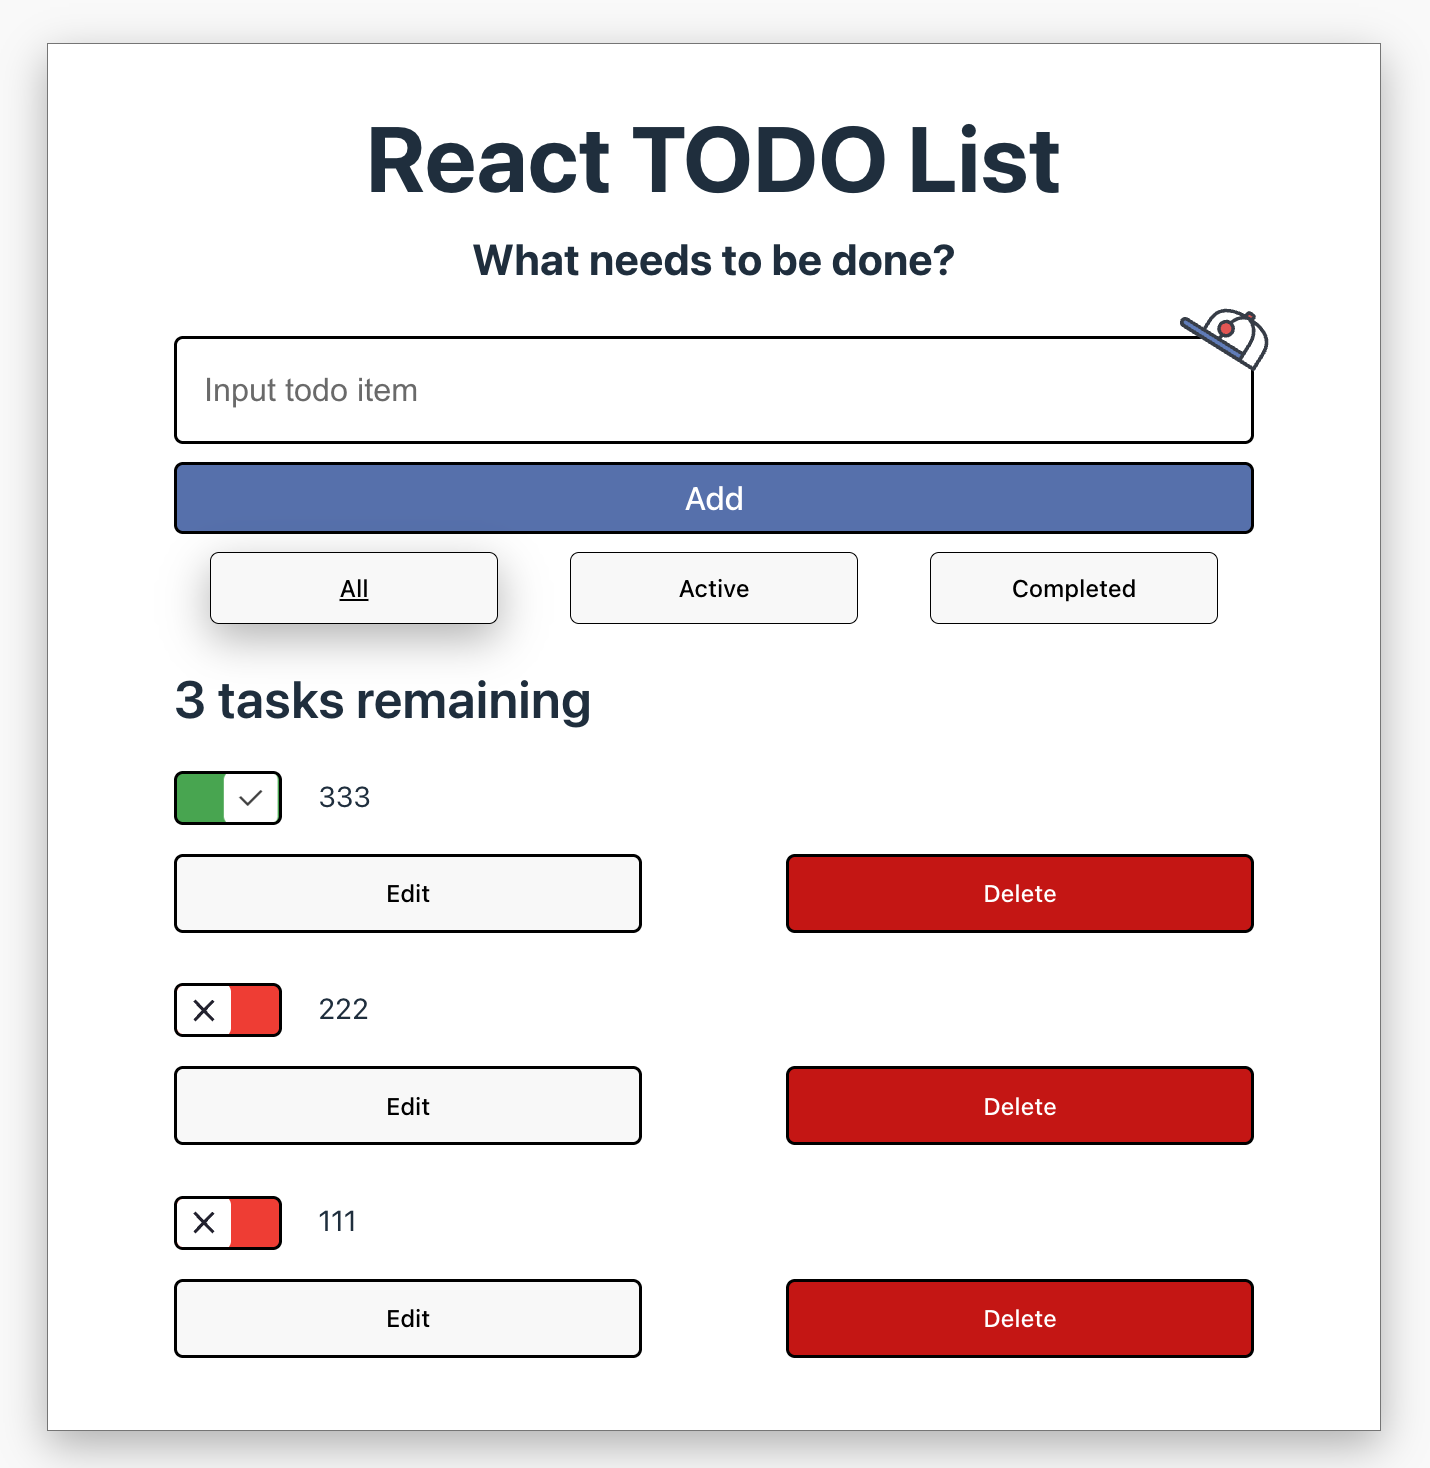 React TODO List
What needs to be done?
Input todo item
Add
All Active Completed
3 tasks remaining
333
Edit Delete
222
Edit Delete
111
Edit Delete